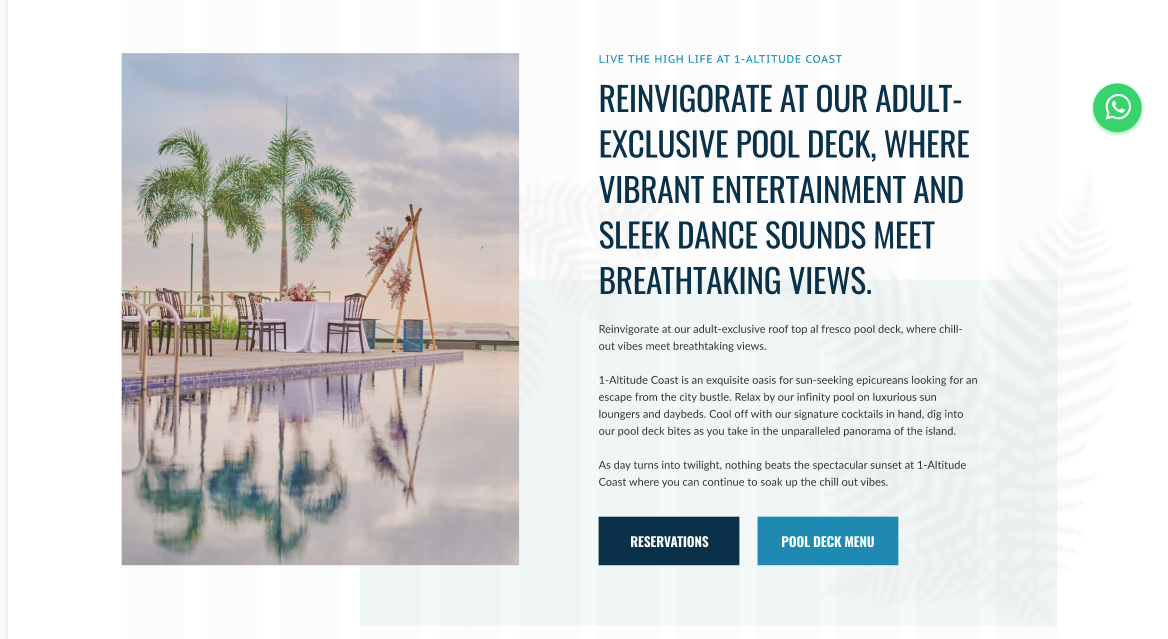 LIVE THE HIGH LIFE AT 1-ALTITUDE COAST
REINVIGORATE AT OUR ADULT-
EXCLUSIVE POOL DECK, WHERE
VIBRANT ENTERTAINMENT AND
SLEEK DANCE SOUNDS MEET
BREATHTAKING VIEWS.
Reinvigorate at our adult-exclusive roof top al fresco pool deck, where chill-
out vibes meet breathtaking views.
1-Altitude Coast is an exquisite oasis for sun-seeking epicureans looking for an
escape from the city bustle. Relax by our infinity pool on luxurious sun
loungers and daybeds. Cool off with our signature cocktails in hand, dig into
our pool deck bites as you take in the unparalleled panorama of the island.
As day turns into twilight, nothing beats the spectacular sunset at 1-Altitude
Coast where you can continue to soak up the chill out vibes.
RESERVATIONS
POOL DECK MENU